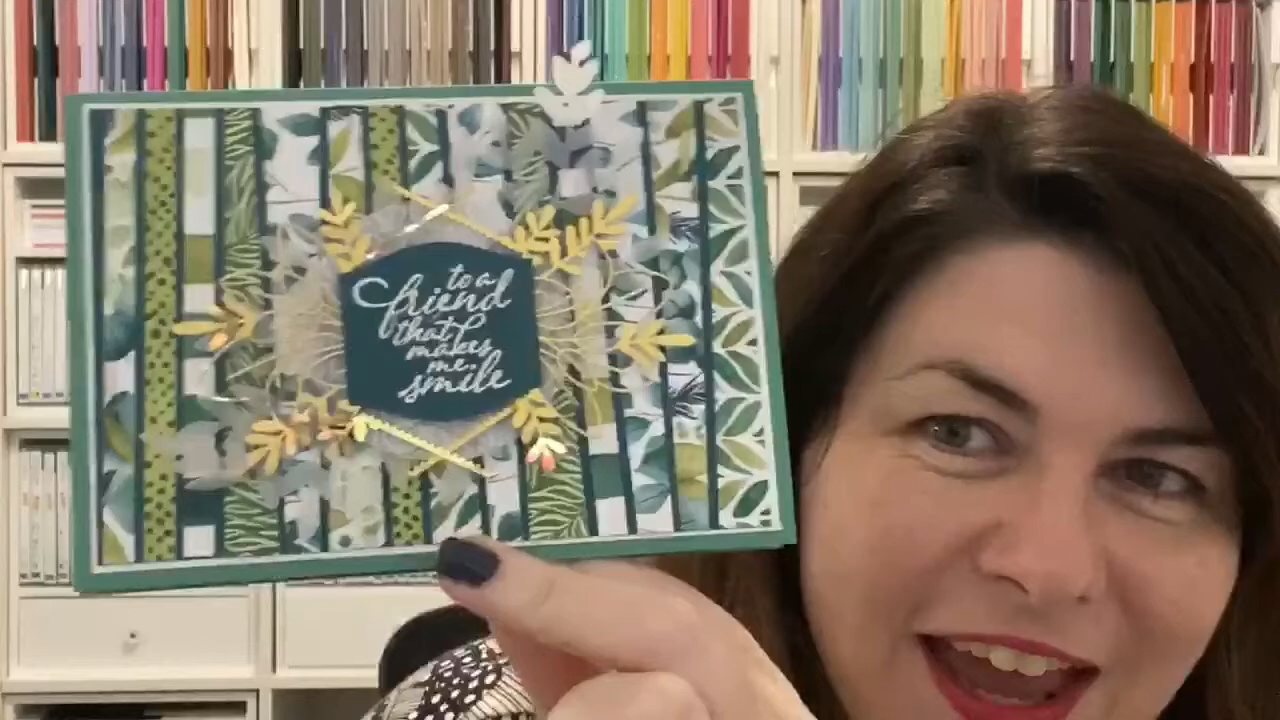 to a
friend
that
makes
me
smile